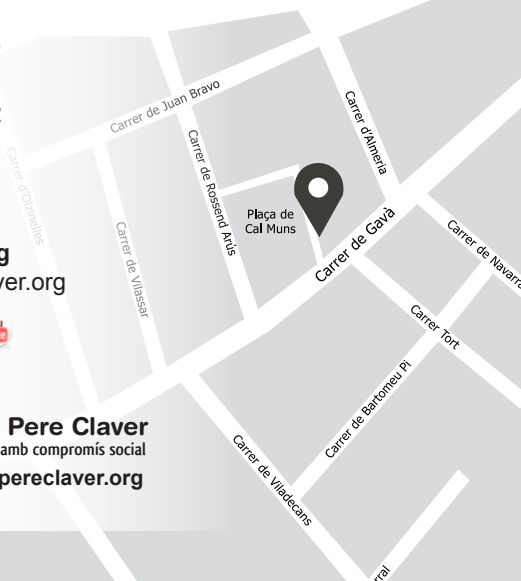 Carrer de Juan Bravo
Carrer d'Almeria
Carrer d'Olzinelles
Carrer de Rossend Arús
Plaça de
Cal Muns
Carrer de Gavà
Carrer de Vilassar
Carrer de Navarra
Carrer Tort
Carrer de Bartomeu Pi
Carrer de Viladecans
g
ver.org
Pere Claver
amb compromís social
pereclaver.org
rral